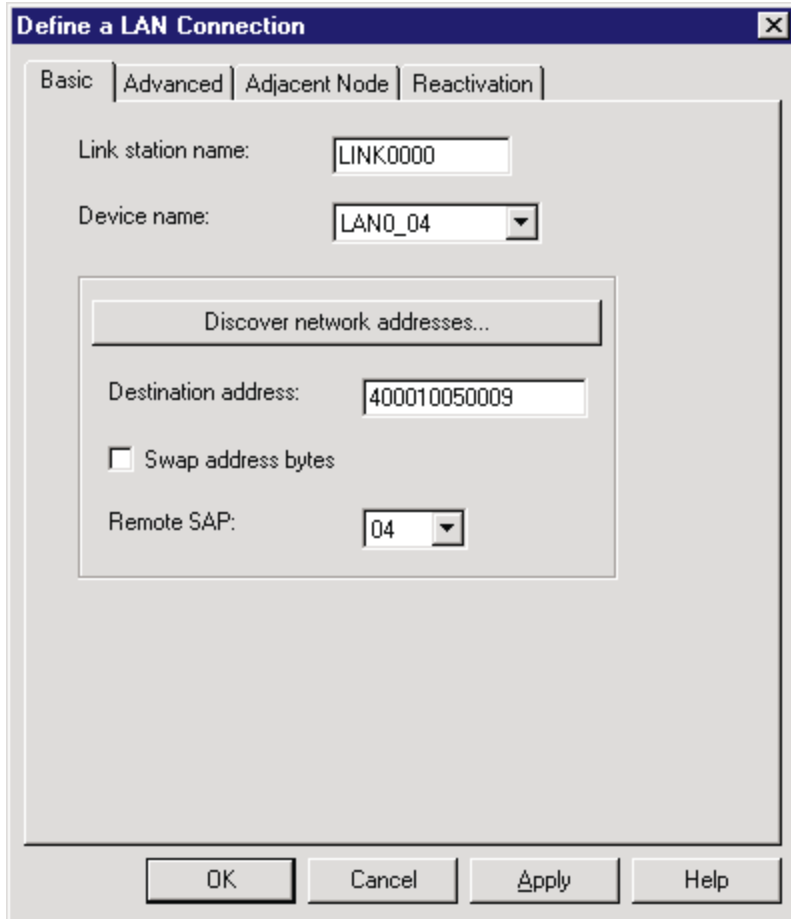 Define a LAN Connection
Basic Advanced Adjacent Node Reactivation
Link station name: LINK0000
Device name: LAN0_04
Discover network addresses...
Destination address: 400010050009
Swap address bytes
Remote SAP: 04
OK Cancel Apply Help